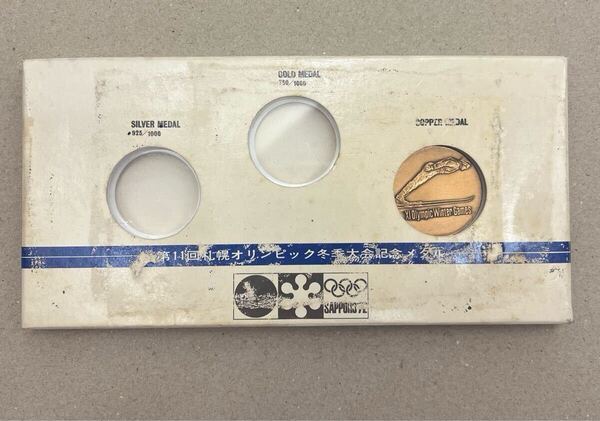 GOLD MEDAL
750/1000
SILVER MEDAL
925/1000
COPPER MEDAL
XI Olympic Winter Games
第11回札幌オリンピック冬季大会記念メダル
SAPPORO'72